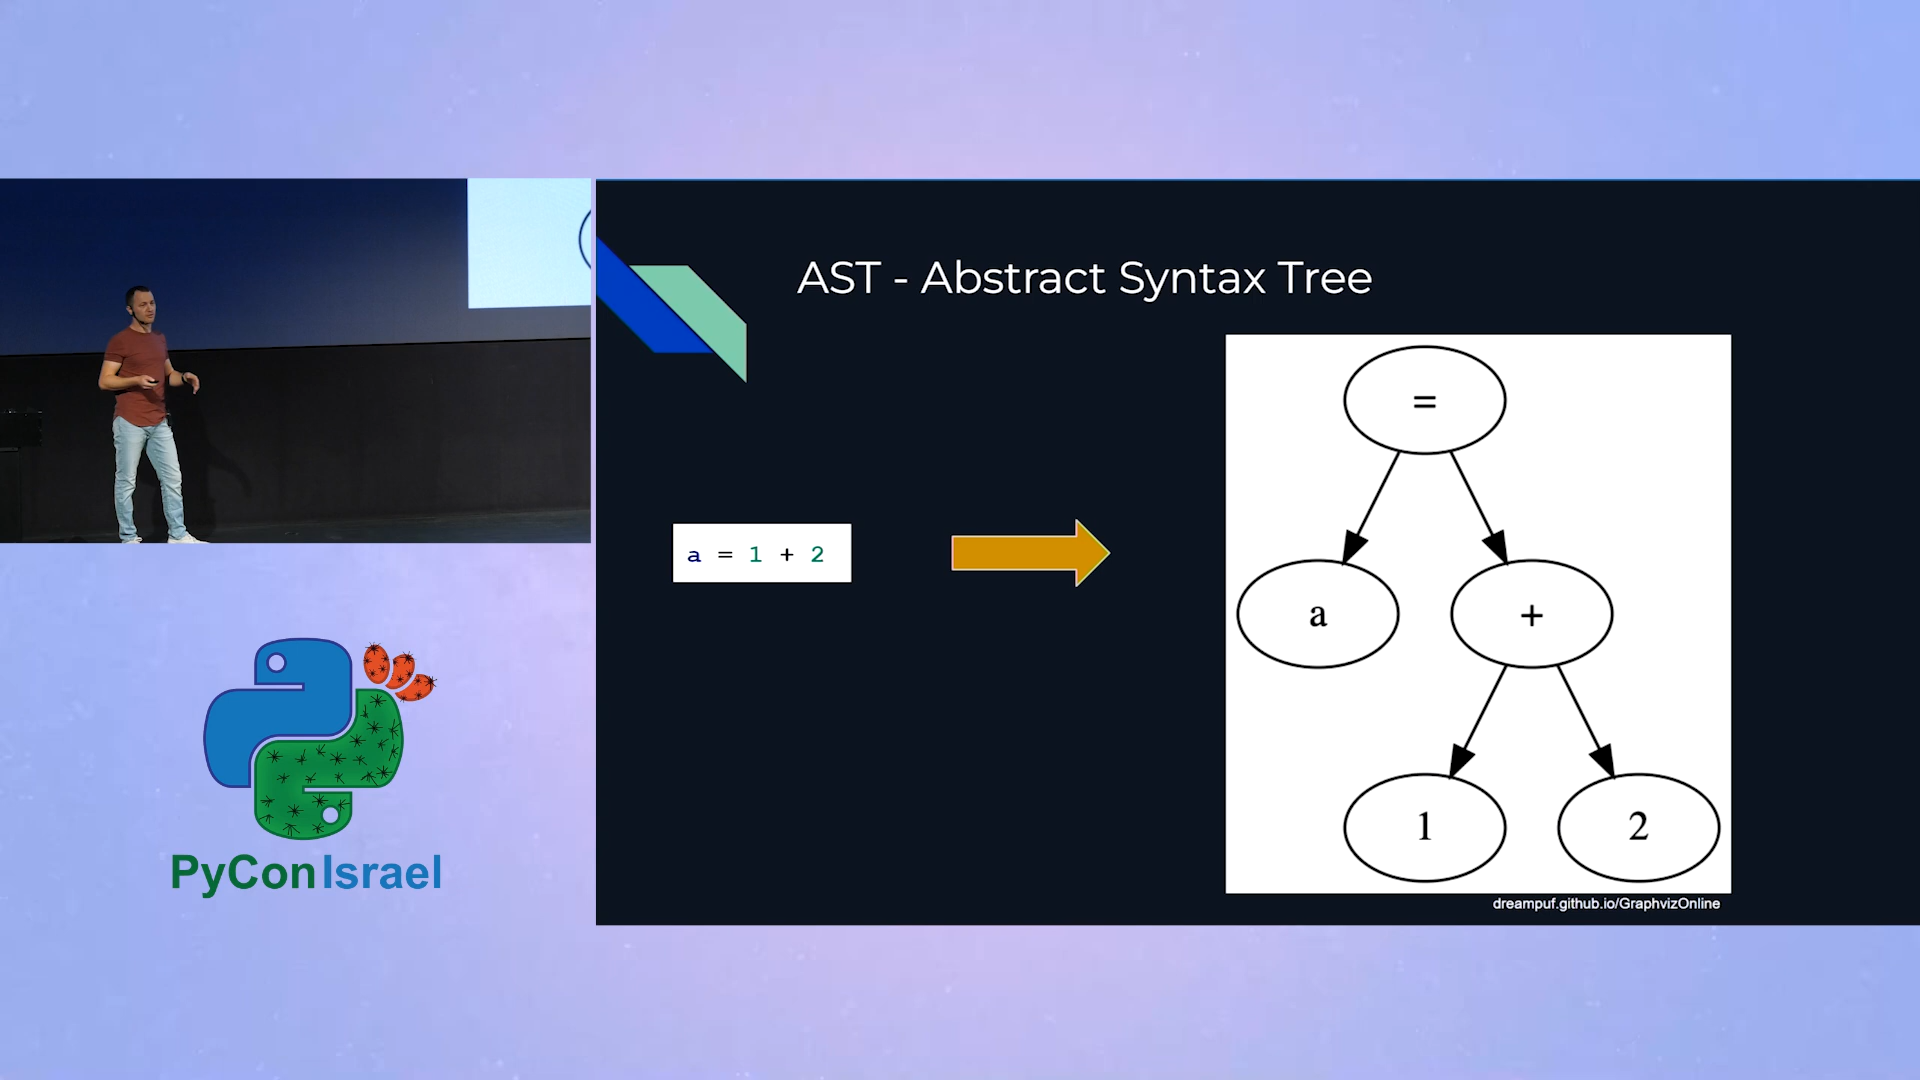 AST - Abstract Syntax Tree
a = 1 + 2
=
a
+
1
2
dreampuf.github.io/GraphvizOnline
PyConIsrael